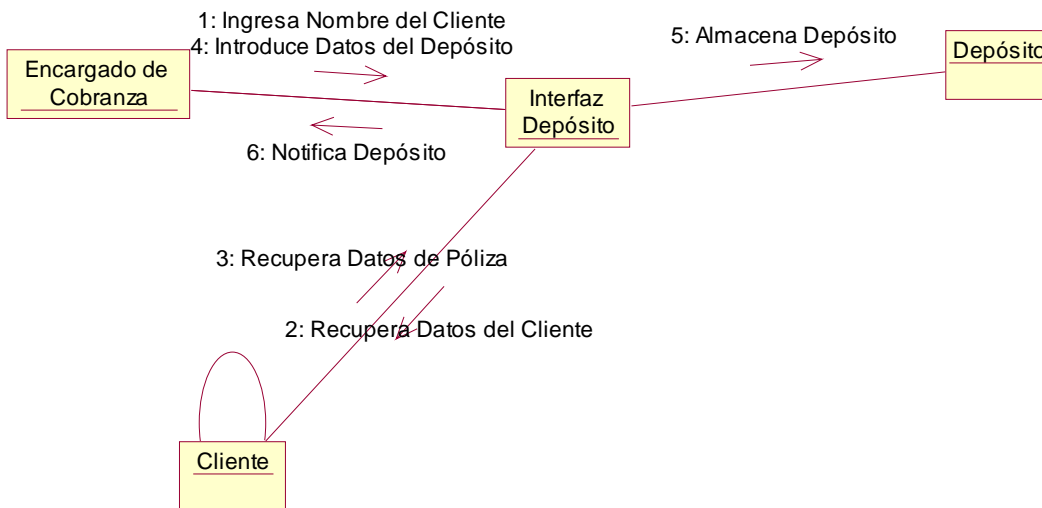 1: Ingresa Nombre del Cliente
4: Introduce Datos del Depósito
5: Almacena Depósito
Encargado de
Cobranza
Interfaz
Depósito
Depósito
6: Notifica Depósito
3: Recupera Datos de Póliza
2: Recupera Datos del Cliente
Cliente